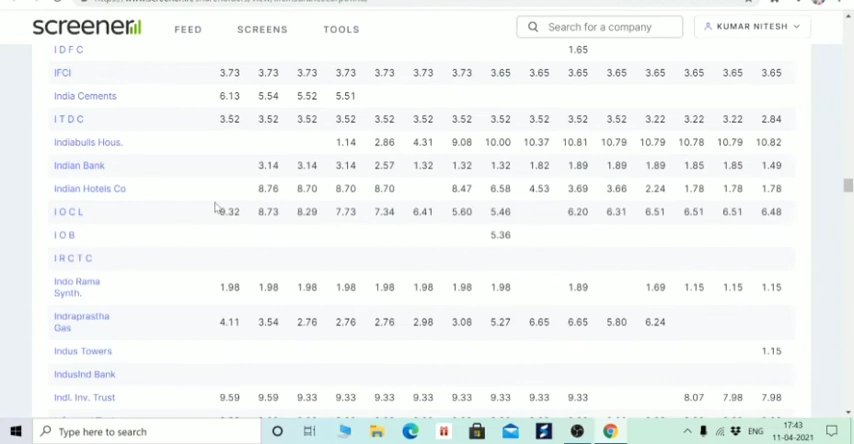 screener
FEED
SCREENS
TOOLS
Search for a company
KUMAR NITESH
I D F C 1.65
IFCI 3.73 3.73 3.73 3.73 3.73 3.73 3.73 3.65 3.65 3.65 3.65 3.65 3.65 3.65 3.65
India Cements 6.13 5.54 5.52 5.51
I T D C 3.52 3.52 3.52 3.52 3.52 3.52 3.52 3.52 3.52 3.52 3.52 3.22 3.22 3.22 2.84
Indiabulls Hous. 1.14 2.86 4.31 9.08 10.00 10.37 10.81 10.79 10.79 10.78 10.79 10.82
Indian Bank 3.14 3.14 3.14 2.57 1.32 1.32 1.32 1.82 1.89 1.89 1.89 1.85 1.85 1.49
Indian Hotels Co 8.76 8.70 8.70 8.70 8.47 6.58 4.53 3.69 3.66 2.24 1.78 1.78 1.78
I O C L 9.32 8.73 8.29 7.73 7.34 6.41 5.60 5.46 6.20 6.31 6.51 6.51 6.51 6.48
I O B 5.36
I R C T C
Indo Rama
Synth. 1.98 1.98 1.98 1.98 1.98 1.98 1.98 1.98 1.89 1.69 1.15 1.15 1.15
Indraprastha
Gas 4.11 3.54 2.76 2.76 2.76 2.98 3.08 5.27 6.65 6.65 5.80 6.24
Indus Towers 1.15
IndusInd Bank
Indl. Inv. Trust 9.59 9.59 9.33 9.33 9.33 9.33 9.33 9.33 9.33 9.33 8.07 7.98 7.98
Type here to search
ENG
17:43
11-04-2021